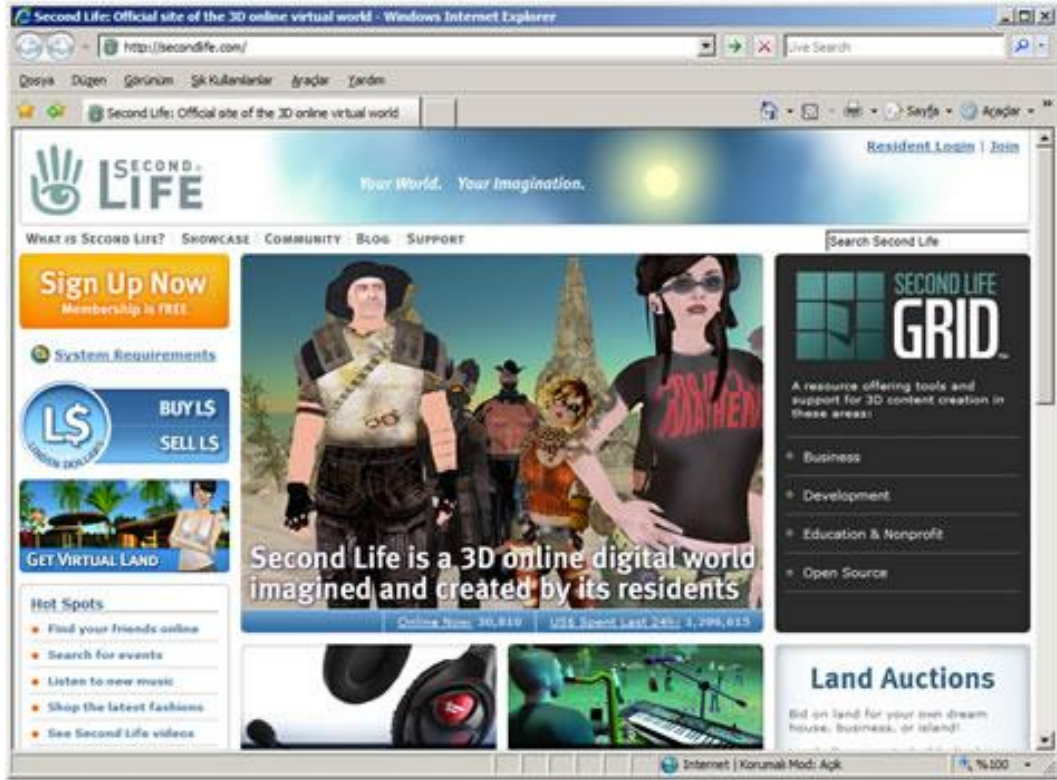 Second Life: Official site of the 3D online virtual world - Windows Internet Explorer
http://secondlife.com/
Live Search
Dosya Düzen Görünüm Sık Kullanılanlar Araçlar Yardım
Second Life: Official site of the 3D online virtual world
Sayfa Araçlar
Resident Login | Join
SECOND LIFE
Your World. Your Imagination.
WHAT IS SECOND LIFE? SHOWCASE COMMUNITY BLOG SUPPORT
Search Second Life
Sign Up Now
Membership is FREE
System Requirements
L$
LINDEN DOLLARS
BUY L$
SELL L$
GET VIRTUAL LAND
Hot Spots
Find your friends online
Search for events
Listen to new music
Shop the latest fashions
See Second Life videos
MAYHEM
Second Life is a 3D online digital world
imagined and created by its residents
Online Now: 30,810 US$ Spent Last 24h: 1,206,015
SECOND LIFE
GRID™
A resource offering tools and
support for 3D content creation in
these areas:
Business
Development
Education & Nonprofit
Open Source
Land Auctions
Bid on land for your own dream
house, business, or island!
Internet | Korumalı Mod: Açık
%100